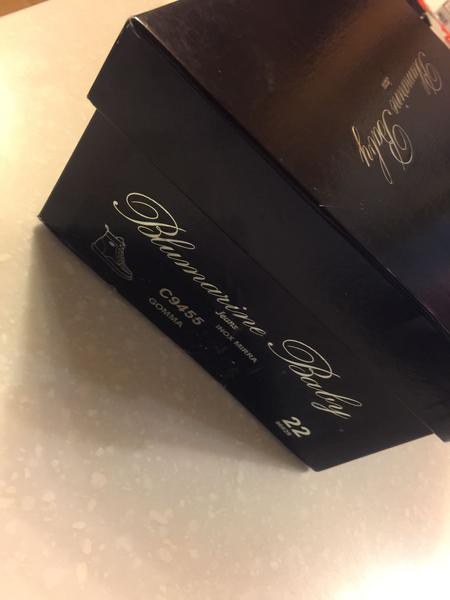 Blumarine Baby
Blumarine Baby
Jeans
C9455
INOX MIRRA
GOMMA
22